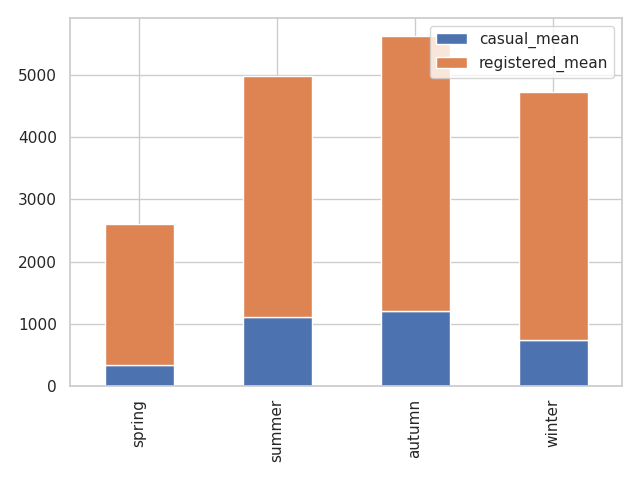 casual_mean
registered_mean
5000
4000
3000
2000
1000
0
spring
summer
autumn
winter